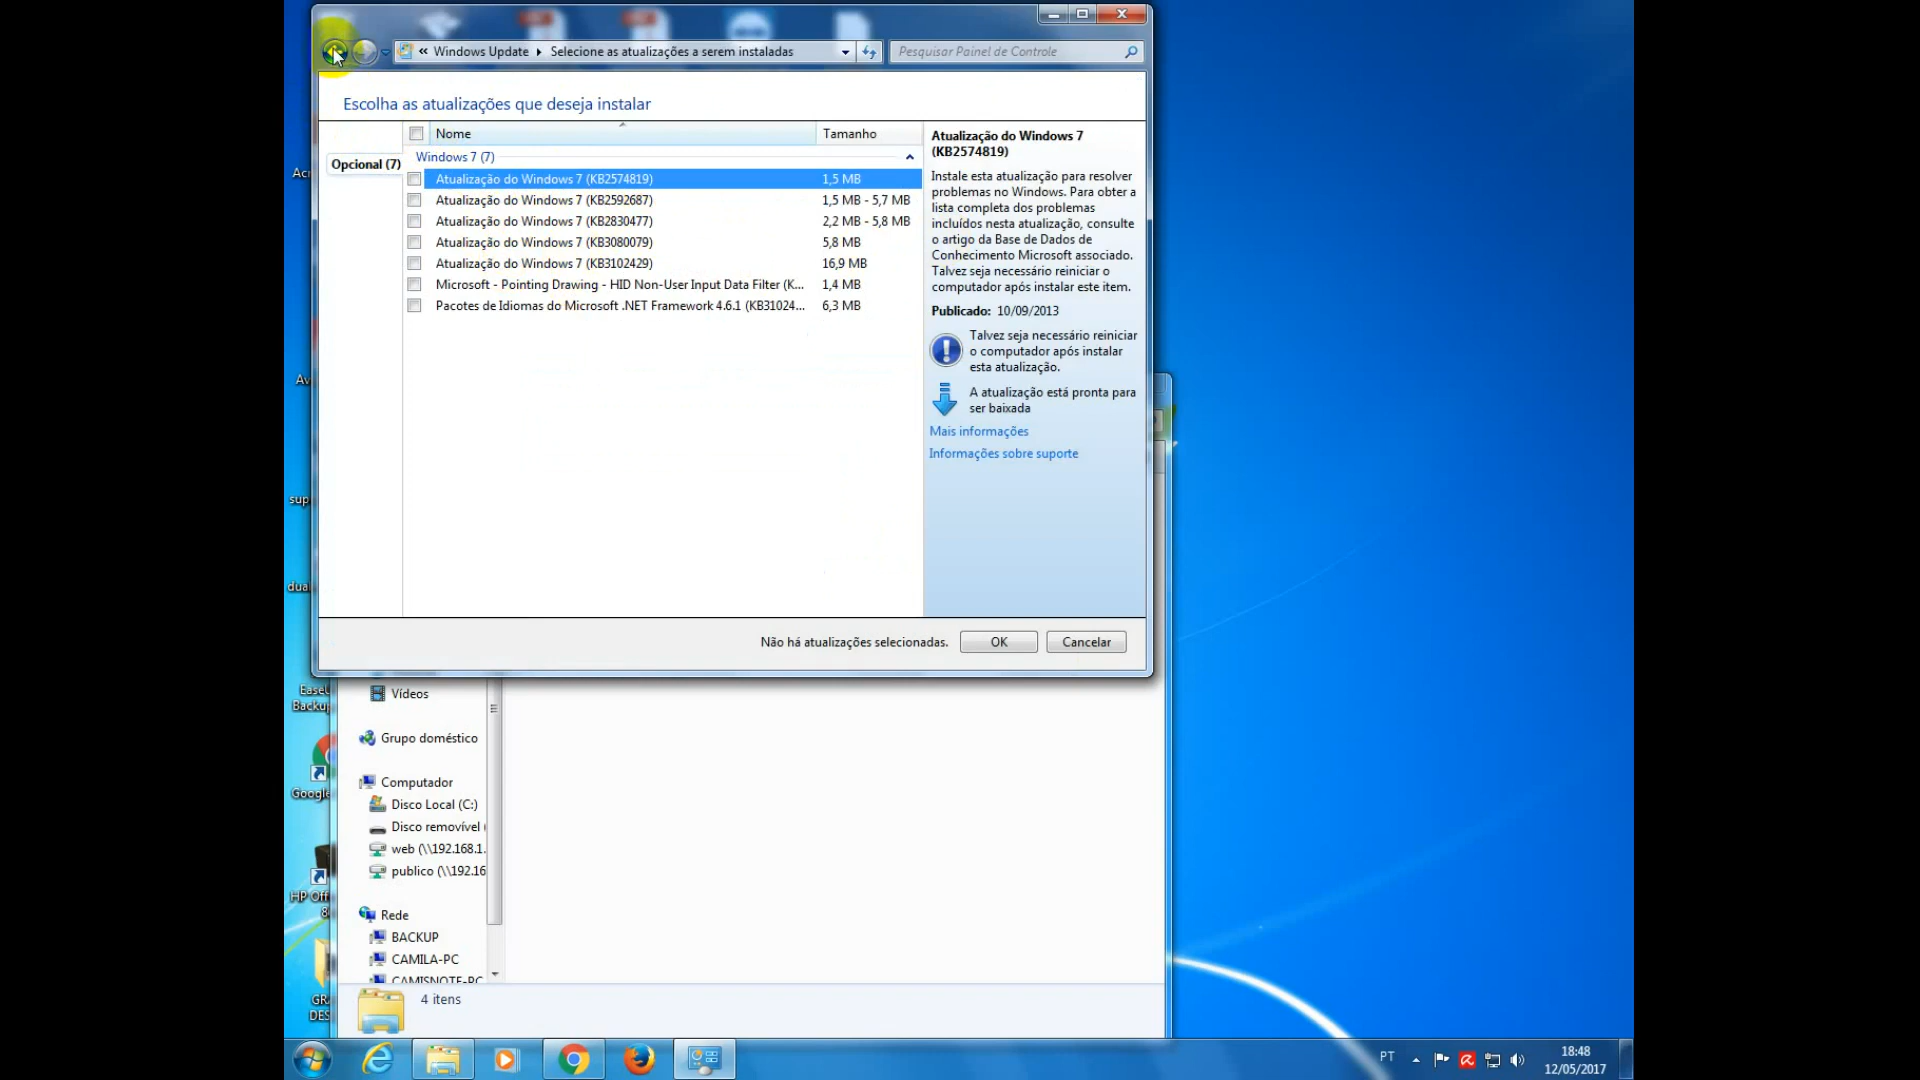 « Windows Update ▸ Selecione as atualizações a serem instaladas
Pesquisar Painel de Controle
Escolha as atualizações que deseja instalar
Nome
Tamanho
Opcional (7)
Windows 7 (7)
Atualização do Windows 7 (KB2574819) 1,5 MB
Atualização do Windows 7 (KB2592687) 1,5 MB - 5,7 MB
Atualização do Windows 7 (KB2830477) 2,2 MB - 5,8 MB
Atualização do Windows 7 (KB3080079) 5,8 MB
Atualização do Windows 7 (KB3102429) 16,9 MB
Microsoft - Pointing Drawing - HID Non-User Input Data Filter (K... 1,4 MB
Pacotes de Idiomas do Microsoft .NET Framework 4.6.1 (KB31024... 6,3 MB
Atualização do Windows 7
(KB2574819)
Instale esta atualização para resolver
problemas no Windows. Para obter a
lista completa dos problemas
incluídos nesta atualização, consulte
o artigo da Base de Dados de
Conhecimento Microsoft associado.
Talvez seja necessário reiniciar o
computador após instalar este item.
Publicado: 10/09/2013
Talvez seja necessário reiniciar
o computador após instalar
esta atualização.
A atualização está pronta para
ser baixada
Mais informações
Informações sobre suporte
Não há atualizações selecionadas.
OK
Cancelar
Vídeos
Grupo doméstico
Computador
Disco Local (C:)
Disco removível (
web (\\192.168.1.
publico (\\192.16
Rede
BACKUP
CAMILA-PC
CAMISNOTE-PC
4 itens
EaseU
Backup
Google
HP Off
8
GR
DES
PT
18:48
12/05/2017